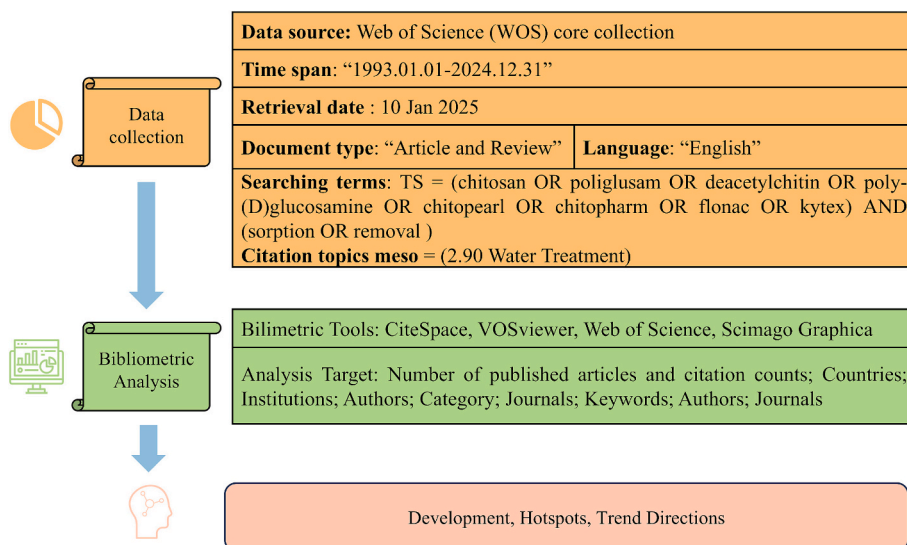 Data
collection
Data source: Web of Science (WOS) core collection
Time span: “1993.01.01-2024.12.31”
Retrieval date : 10 Jan 2025
Document type: “Article and Review”
Language: “English”
Searching terms: TS = (chitosan OR poliglusam OR deacetylchitin OR poly-
(D)glucosamine OR chitopearl OR chitopharm OR flonac OR kytex) AND
(sorption OR removal )
Citation topics meso = (2.90 Water Treatment)
Bibliometric
Analysis
Bilimetric Tools: CiteSpace, VOSviewer, Web of Science, Scimago Graphica
Analysis Target: Number of published articles and citation counts; Countries;
Institutions; Authors; Category; Journals; Keywords; Authors; Journals
Development, Hotspots, Trend Directions